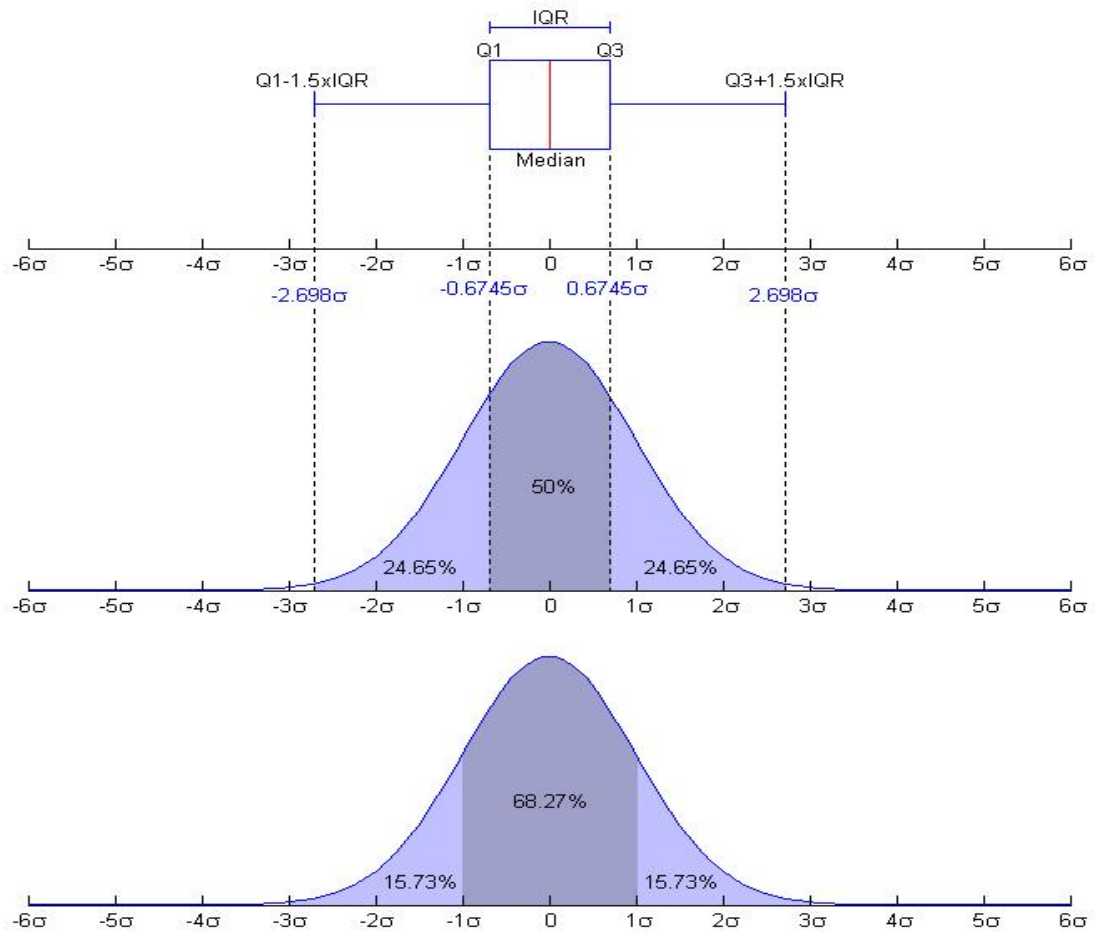 IQR
Q1 Q3
Q1-1.5xIQR Q3+1.5xIQR
Median
-6σ -5σ -4σ -3σ -2σ -1σ 0 1σ 2σ 3σ 4σ 5σ 6σ
-2.698σ -0.6745σ 0.6745σ 2.698σ
50%
24.65% 24.65%
-6σ -5σ -4σ -3σ -2σ -1σ 0 1σ 2σ 3σ 4σ 5σ 6σ
68.27%
15.73% 15.73%
-6σ -5σ -4σ -3σ -2σ -1σ 0 1σ 2σ 3σ 4σ 5σ 6σ